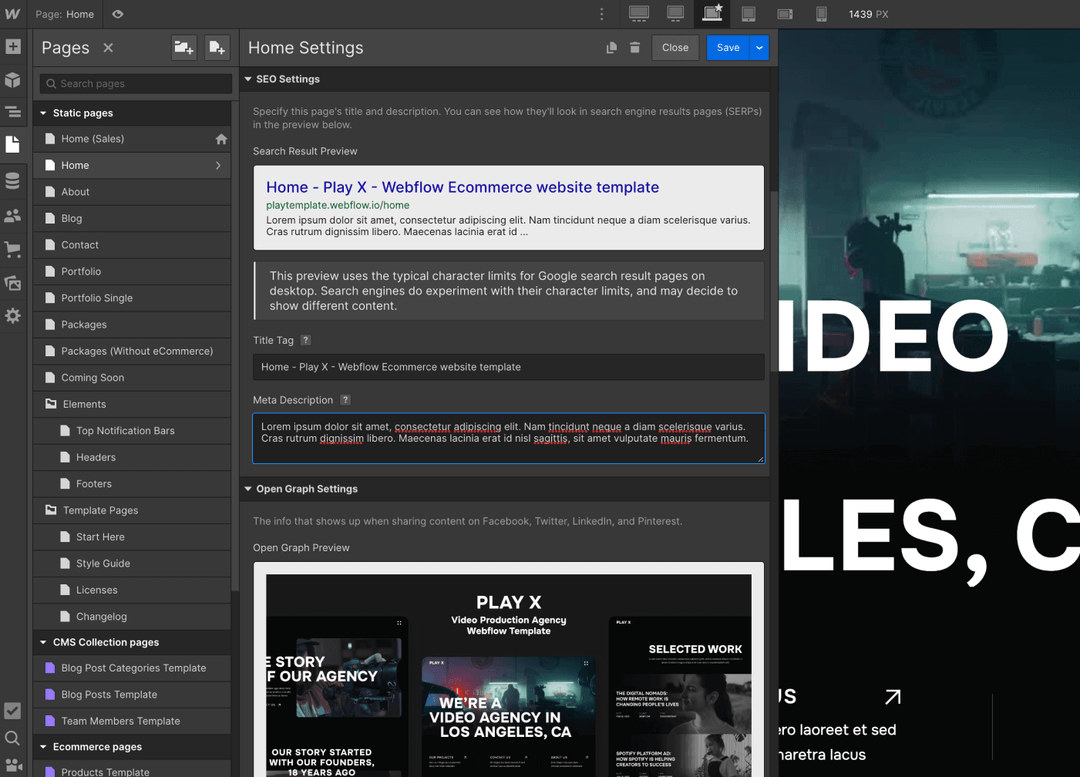 Page: Home
1439 PX
Pages
Home Settings
Close
Save
Search pages
Static pages
Home (Sales)
Home
About
Blog
Contact
Portfolio
Portfolio Single
Packages
Packages (Without eCommerce)
Coming Soon
Elements
Top Notification Bars
Headers
Footers
Template Pages
Start Here
Style Guide
Licenses
Changelog
CMS Collection pages
Blog Post Categories Template
Blog Posts Template
Team Members Template
Ecommerce pages
Products Template
SEO Settings
Specify this page's title and description. You can see how they'll look in search engine results pages (SERPs)
in the preview below.
Search Result Preview
Home - Play X - Webflow Ecommerce website template
playtemplate.webflow.io/home
Lorem ipsum dolor sit amet, consectetur adipiscing elit. Nam tincidunt neque a diam scelerisque varius.
Cras rutrum dignissim libero. Maecenas lacinia erat id ...
This preview uses the typical character limits for Google search result pages on
desktop. Search engines do experiment with their character limits, and may decide to
show different content.
Title Tag ?
Home - Play X - Webflow Ecommerce website template
Meta Description ?
Lorem ipsum dolor sit amet, consectetur adipiscing elit. Nam tincidunt neque a diam scelerisque varius.
Cras rutrum dignissim libero. Maecenas lacinia erat id nisl sagittis, sit amet vulputate mauris fermentum.
Open Graph Settings
The info that shows up when sharing content on Facebook, Twitter, LinkedIn, and Pinterest.
Open Graph Preview
PLAY X
Video Production Agency
Webflow Template
E STORY
F OUR AGENCY
OUR STORY STARTED
WITH OUR FOUNDERS,
18 YEARS AGO
PLAY X
WE'RE A
VIDEO AGENCY IN
LOS ANGELES, CA
OUR PROJECTS
CONTACT US
ABOUT US
PLAY X
SELECTED WORK
THE DIGITAL NOMADS:
HOW REMOTE WORK IS
CHANGING PEOPLE'S LIVES
SPOTIFY PLATFORM AD:
HOW SPOTIFY IS HELPING
CREATORS TO SUCCESS
IDEO
LES, C
US
ero laoreet et sed
haretra lacus